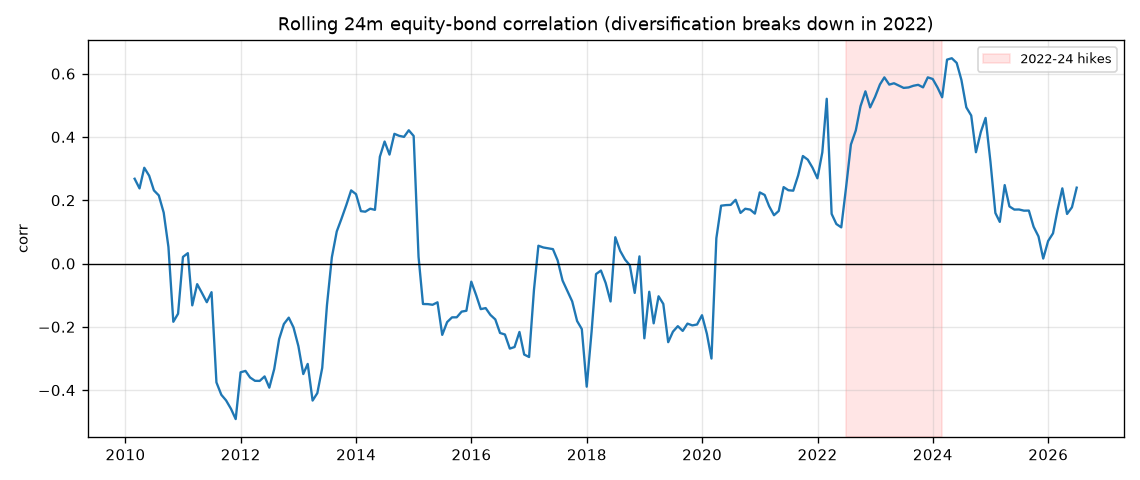 Rolling 24m equity-bond correlation (diversification breaks down in 2022)
2022-24 hikes
corr
0.6
0.4
0.2
0.0
−0.2
−0.4
2010 2012 2014 2016 2018 2020 2022 2024 2026